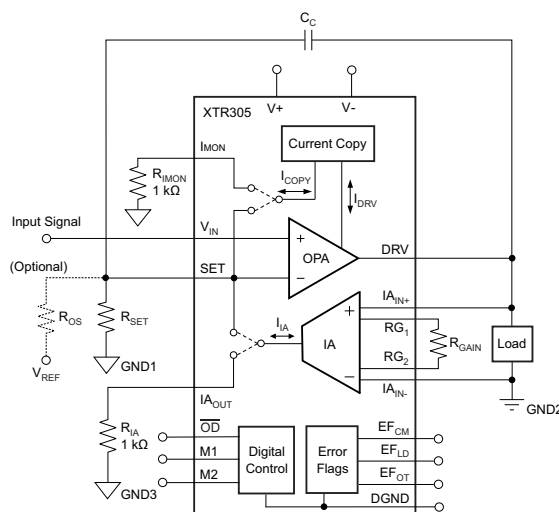 C_C
XTR305
V+
V-
I_MON
Current Copy
R_IMON
1 kΩ
I_COPY
I_DRV
Input Signal
V_IN
+
OPA
DRV
(Optional)
SET
−
IA_IN+
R_OS
R_SET
I_IA
+
RG_1
IA
R_GAIN
Load
V_REF
GND1
RG_2
−
IA_OUT
IA_IN-
GND2
R_IA
1 kΩ
O̅D̅
EF_CM
M1
Digital
Control
Error
Flags
EF_LD
M2
EF_OT
GND3
DGND